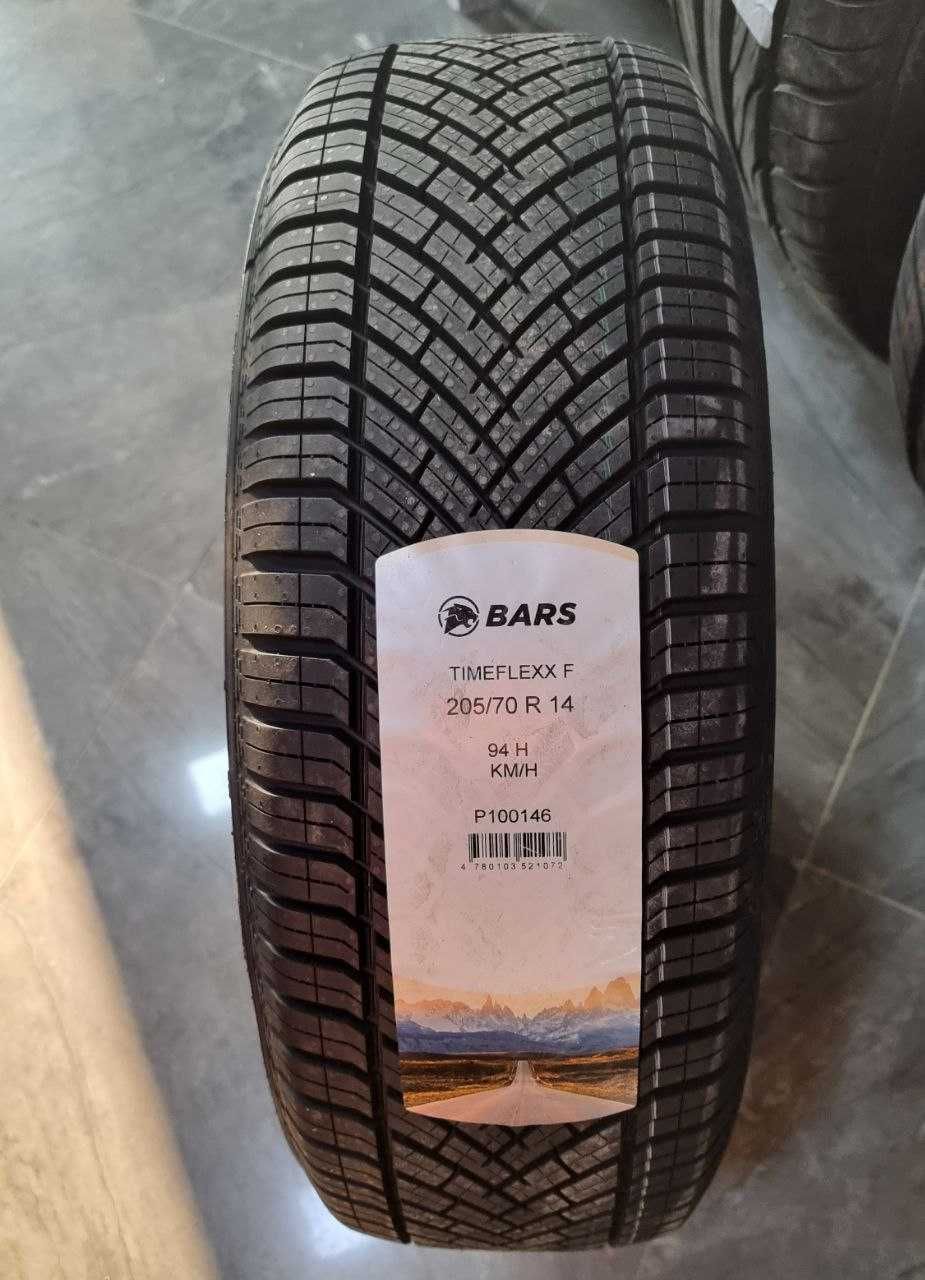 BARS
TIMEFLEXX F
205/70 R 14
94 H
KM/H
P100146
4 780103 521072